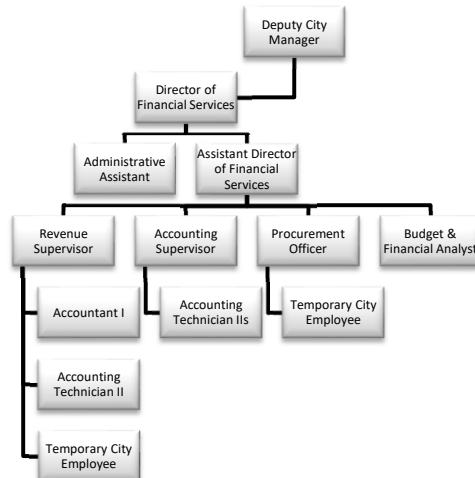 Deputy City
Manager
Director of
Financial Services
Administrative
Assistant
Assistant Director
of Financial
Services
Revenue
Supervisor
Accounting
Supervisor
Procurement
Officer
Budget &
Financial Analyst
Accountant I
Accounting
Technician IIs
Temporary City
Employee
Accounting
Technician II
Temporary City
Employee